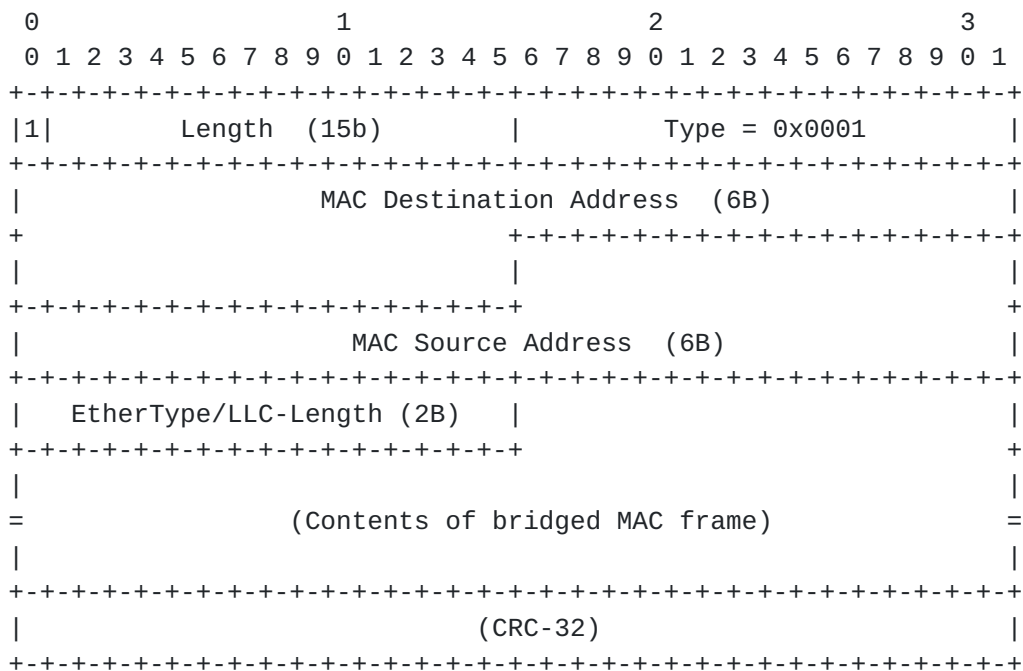 0                   1                   2                   3
 0 1 2 3 4 5 6 7 8 9 0 1 2 3 4 5 6 7 8 9 0 1 2 3 4 5 6 7 8 9 0 1
+-+-+-+-+-+-+-+-+-+-+-+-+-+-+-+-+-+-+-+-+-+-+-+-+-+-+-+-+-+-+-+-+
|1|        Length  (15b)        |         Type = 0x0001         |
+-+-+-+-+-+-+-+-+-+-+-+-+-+-+-+-+-+-+-+-+-+-+-+-+-+-+-+-+-+-+-+-+
|                   MAC Destination Address  (6B)               |
+                               +-+-+-+-+-+-+-+-+-+-+-+-+-+-+-+-+
|                               |                               |
+-+-+-+-+-+-+-+-+-+-+-+-+-+-+-+-+                               +
|                     MAC Source Address  (6B)                  |
+-+-+-+-+-+-+-+-+-+-+-+-+-+-+-+-+-+-+-+-+-+-+-+-+-+-+-+-+-+-+-+-+
|   EtherType/LLC-Length (2B)   |                               |
+-+-+-+-+-+-+-+-+-+-+-+-+-+-+-+-+                               +
|                                                               |
=                 (Contents of bridged MAC frame)               =
|                                                               |
+-+-+-+-+-+-+-+-+-+-+-+-+-+-+-+-+-+-+-+-+-+-+-+-+-+-+-+-+-+-+-+-+
|                             (CRC-32)                          |
+-+-+-+-+-+-+-+-+-+-+-+-+-+-+-+-+-+-+-+-+-+-+-+-+-+-+-+-+-+-+-+-+